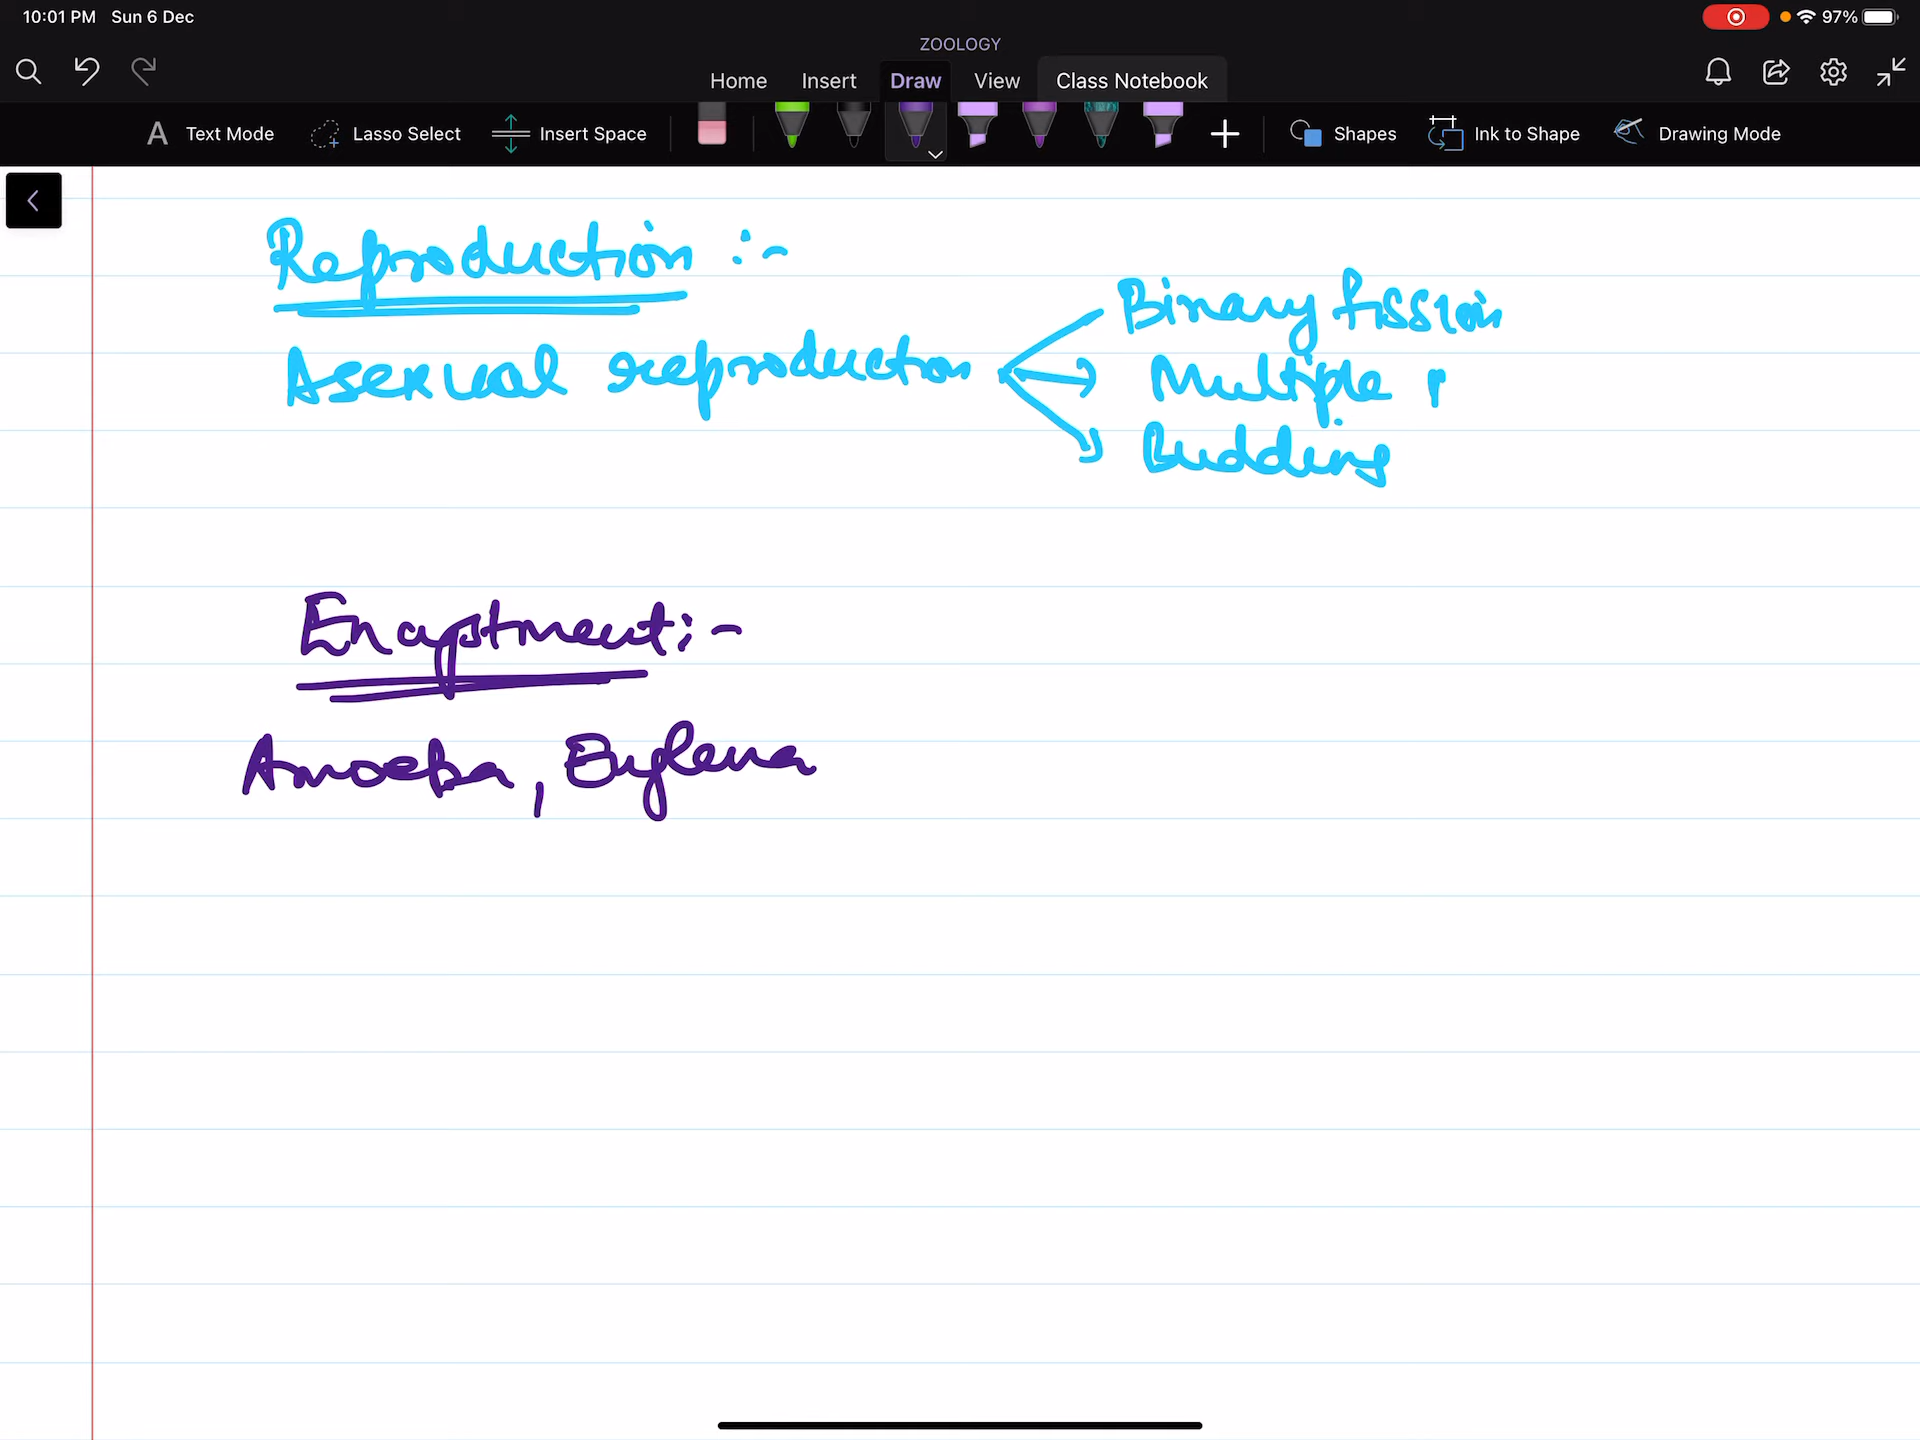 10:01 PM Sun 6 Dec 97%
ZOOLOGY
Home Insert Draw View Class Notebook
A Text Mode Lasso Select Insert Space Shapes Ink to Shape Drawing Mode
Reproduction :-
Binary fission
Asexual reproduction Multiple
Budding
Encystment :-
Amoeba, Euglena